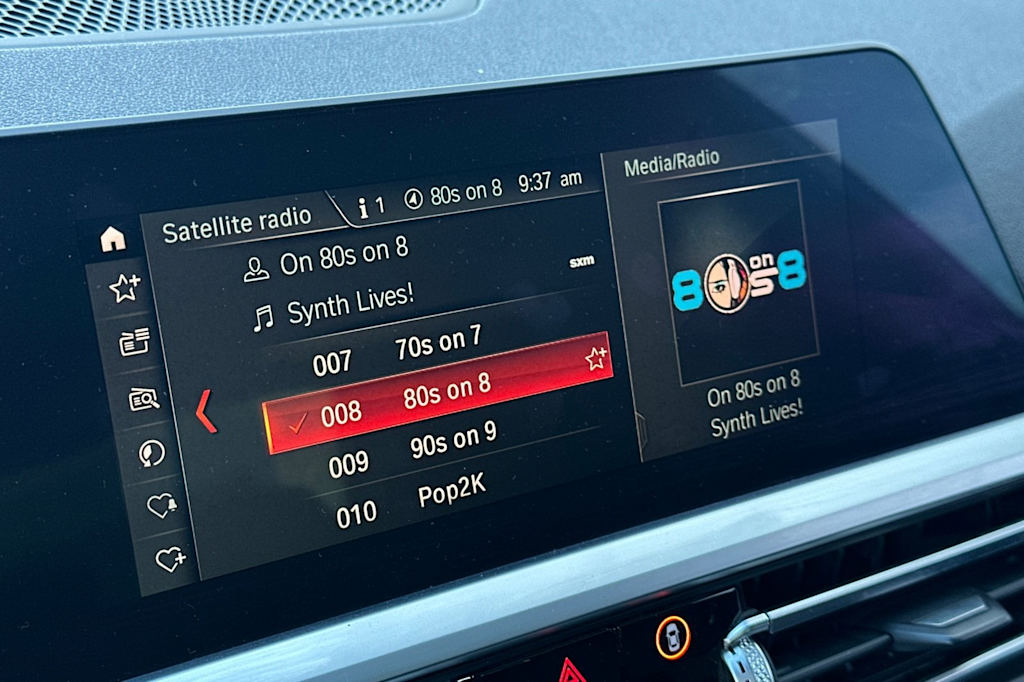 Satellite radio
1
80s on 8
9:37 am
Media/Radio
On 80s on 8
sxm
Synth Lives!
007 70s on 7
008 80s on 8
009 90s on 9
010 Pop2K
80s on 8
On 80s on 8
Synth Lives!